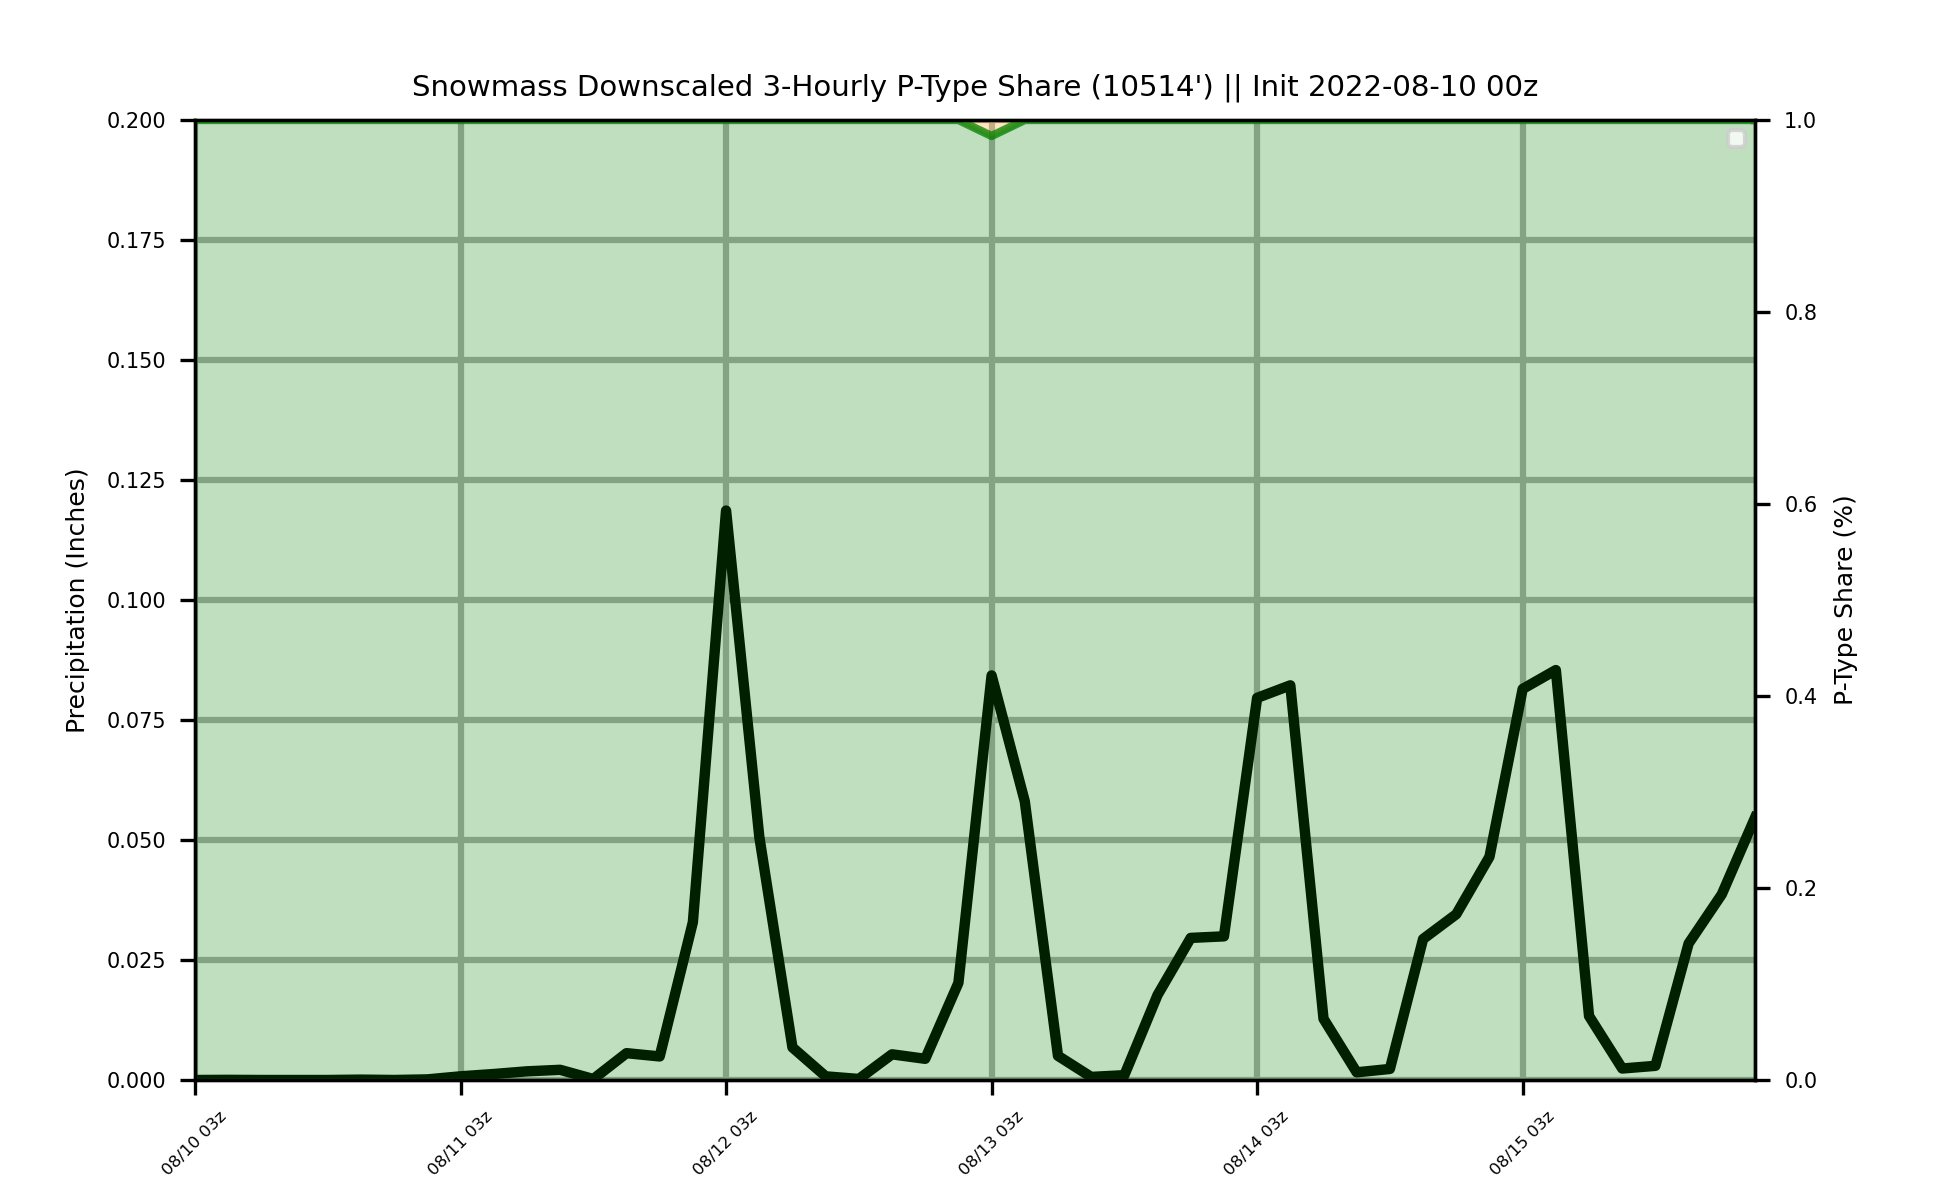 Snowmass Downscaled 3-Hourly P-Type Share (10514') || Init 2022-08-10 00z
0.200
0.175
0.150
0.125
0.100
0.075
0.050
0.025
0.000
Precipitation (Inches)
1.0
0.8
0.6
0.4
0.2
0.0
P-Type Share (%)
08/10 03z
08/11 03z
08/12 03z
08/13 03z
08/14 03z
08/15 03z